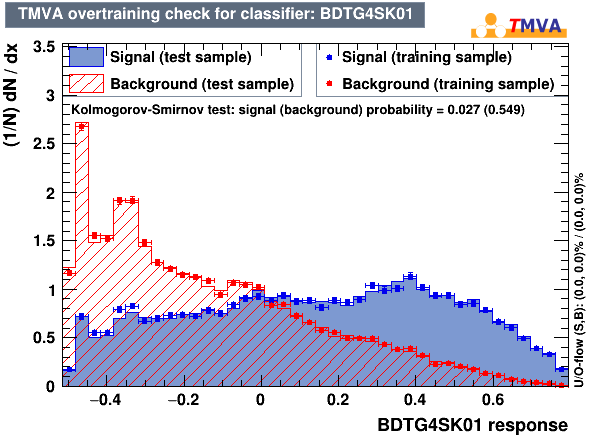 TMVA overtraining check for classifier: BDTG4SK01
TMVA
(1/N) dN / dx
Signal (test sample)
Background (test sample)
Signal (training sample)
Background (training sample)
Kolmogorov-Smirnov test: signal (background) probability = 0.027 (0.549)
3.5
3
2.5
2
1.5
1
0.5
0
−0.4
−0.2
0
0.2
0.4
0.6
BDTG4SK01 response
U/O-flow (S,B): (0.0, 0.0)% / (0.0, 0.0)%